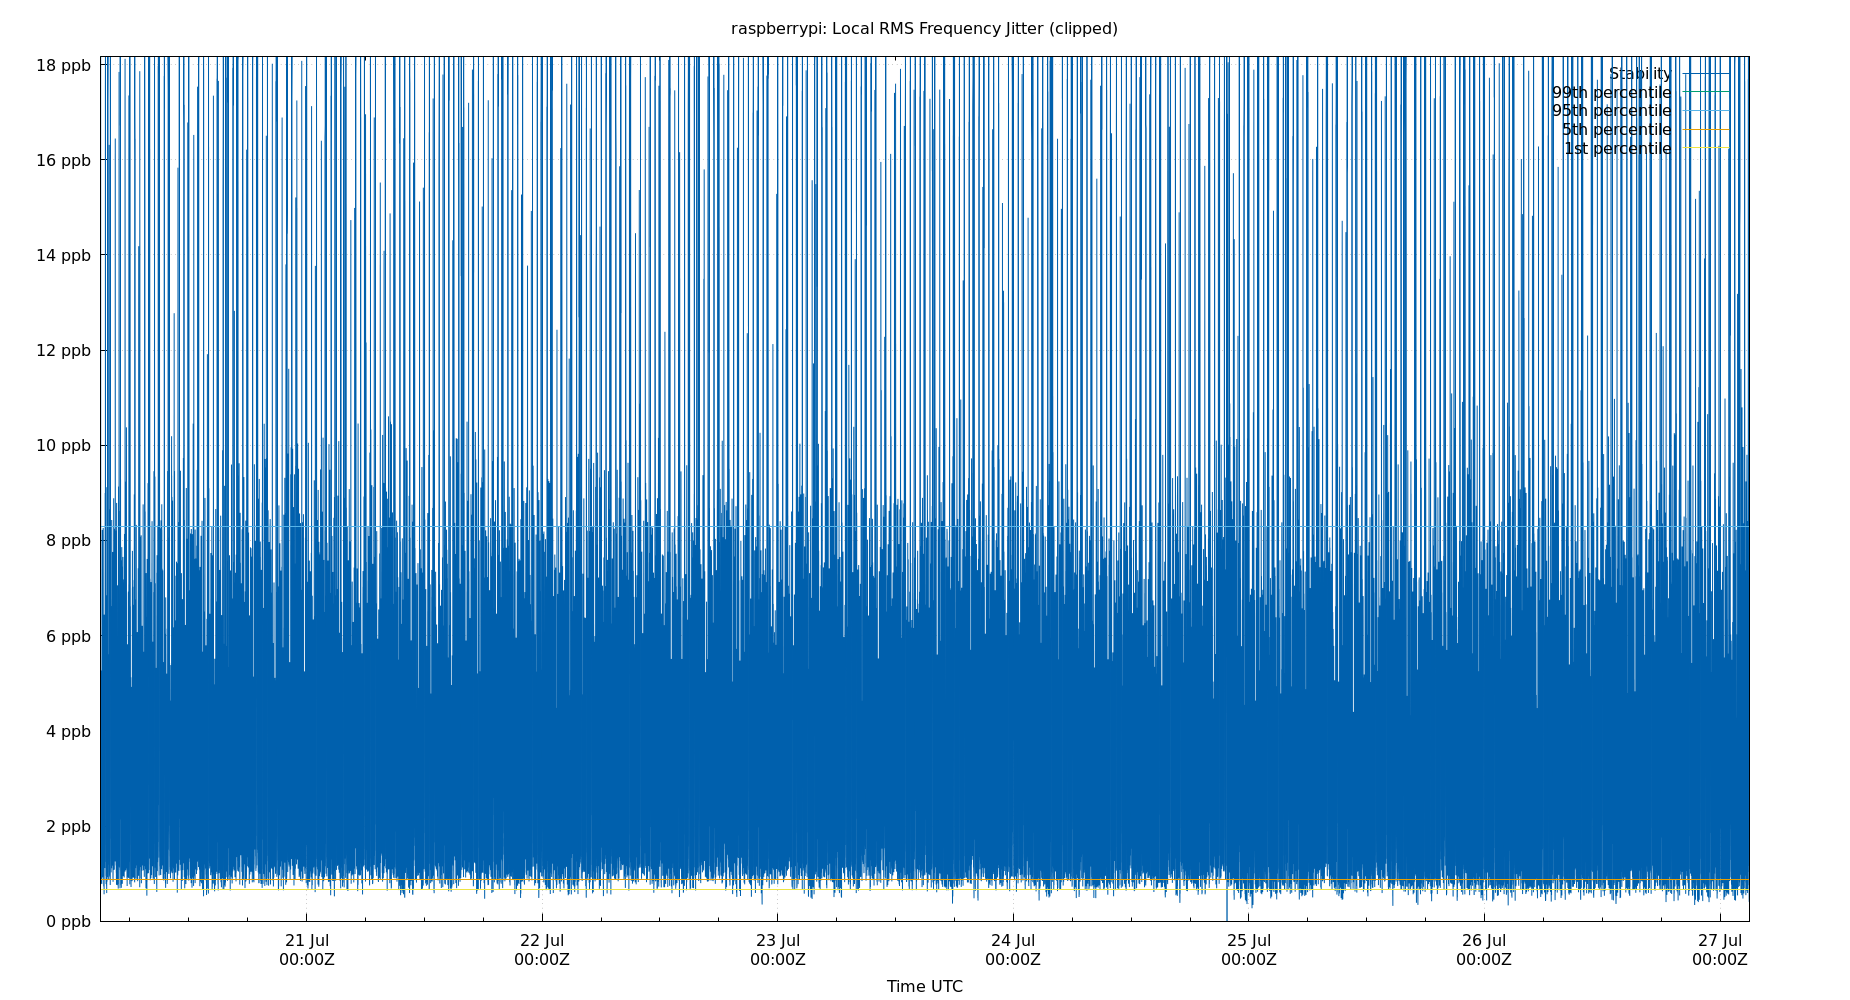 raspberrypi: Local RMS Frequency Jitter (clipped)
18 ppb
16 ppb
14 ppb
12 ppb
10 ppb
8 ppb
6 ppb
4 ppb
2 ppb
0 ppb
Stability
99th percentile
95th percentile
5th percentile
1st percentile
21 Jul 22 Jul 23 Jul 24 Jul 25 Jul 26 Jul 27 Jul
00:00Z 00:00Z 00:00Z 00:00Z 00:00Z 00:00Z 00:00Z
Time UTC